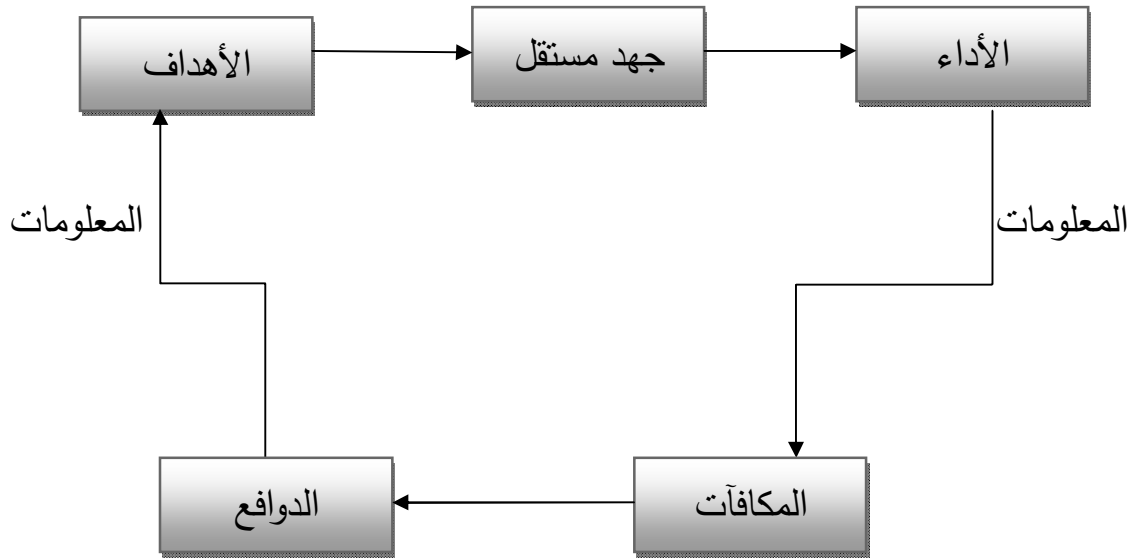 الأداء
جهد مستقل
الأهداف
المعلومات
المعلومات
المكافآت
الدوافع